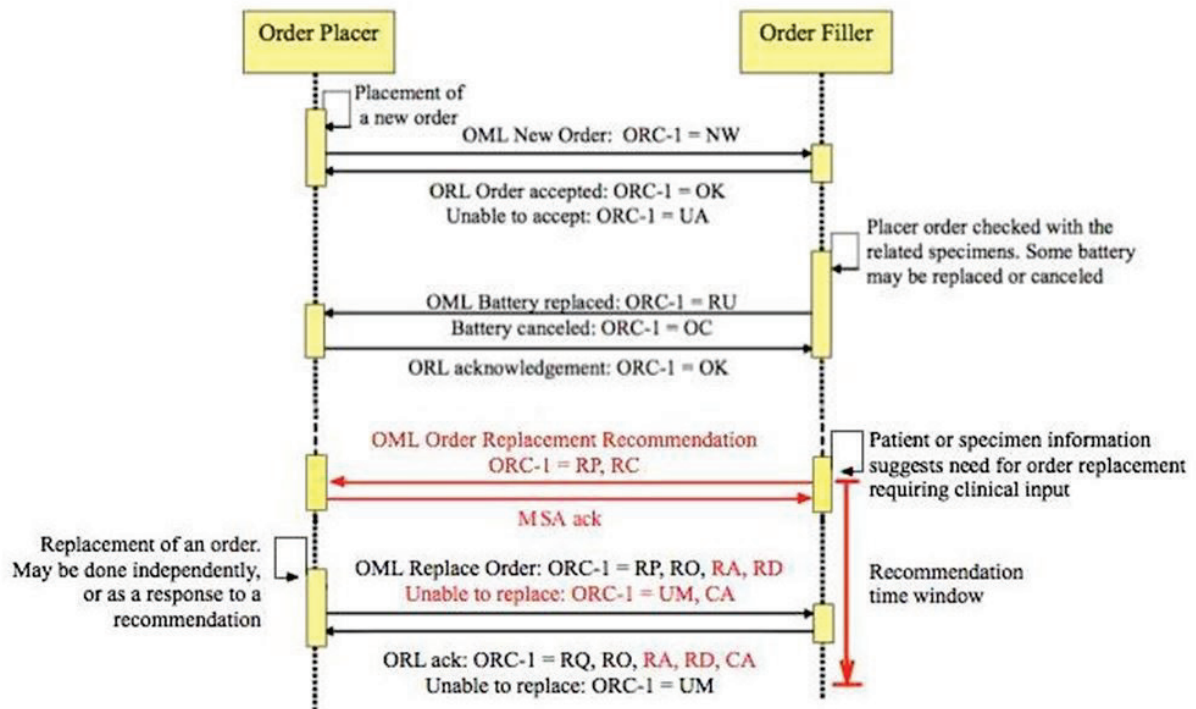 Order Placer
Order Filler
Placement of
a new order
OML New Order: ORC-1 = NW
ORL Order accepted: ORC-1 = OK
Unable to accept: ORC-1 = UA
Placer order checked with the
related specimens. Some battery
may be replaced or canceled
OML Battery replaced: ORC-1 = RU
Battery canceled: ORC-1 = OC
ORL acknowledgement: ORC-1 = OK
OML Order Replacement Recommendation
ORC-1 = RP, RC
Patient or specimen information
suggests need for order replacement
requiring clinical input
MSA ack
Replacement of an order.
May be done independently,
or as a response to a
recommendation
OML Replace Order: ORC-1 = RP, RO, RA, RD
Unable to replace: ORC-1 = UM, CA
Recommendation
time window
ORL ack: ORC-1 = RQ, RO, RA, RD, CA
Unable to replace: ORC-1 = UM